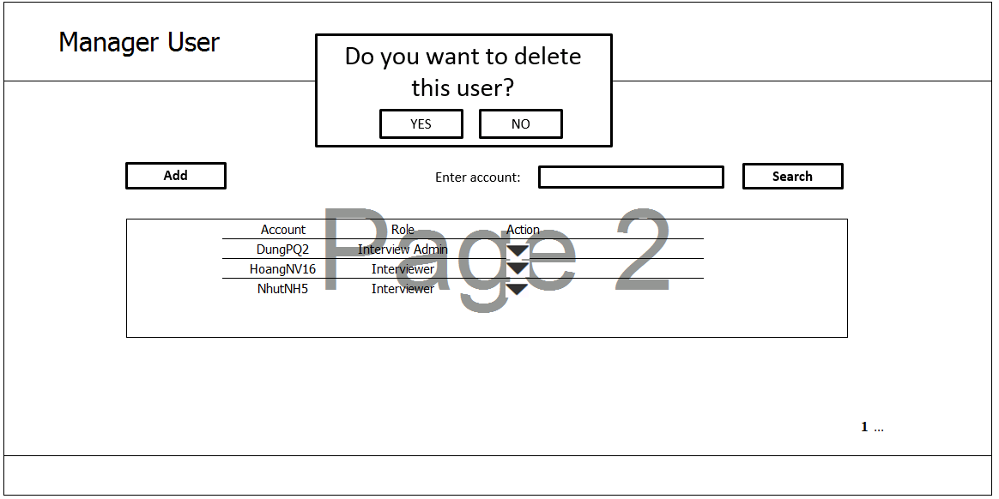 Manager User
Do you want to delete
this user?
YES NO
Add Enter account: Search
Account Role Action
DungPQ2 Interview Admin
HoangNV16 Interviewer
NhutNH5 Interviewer
Page 2
1 ...